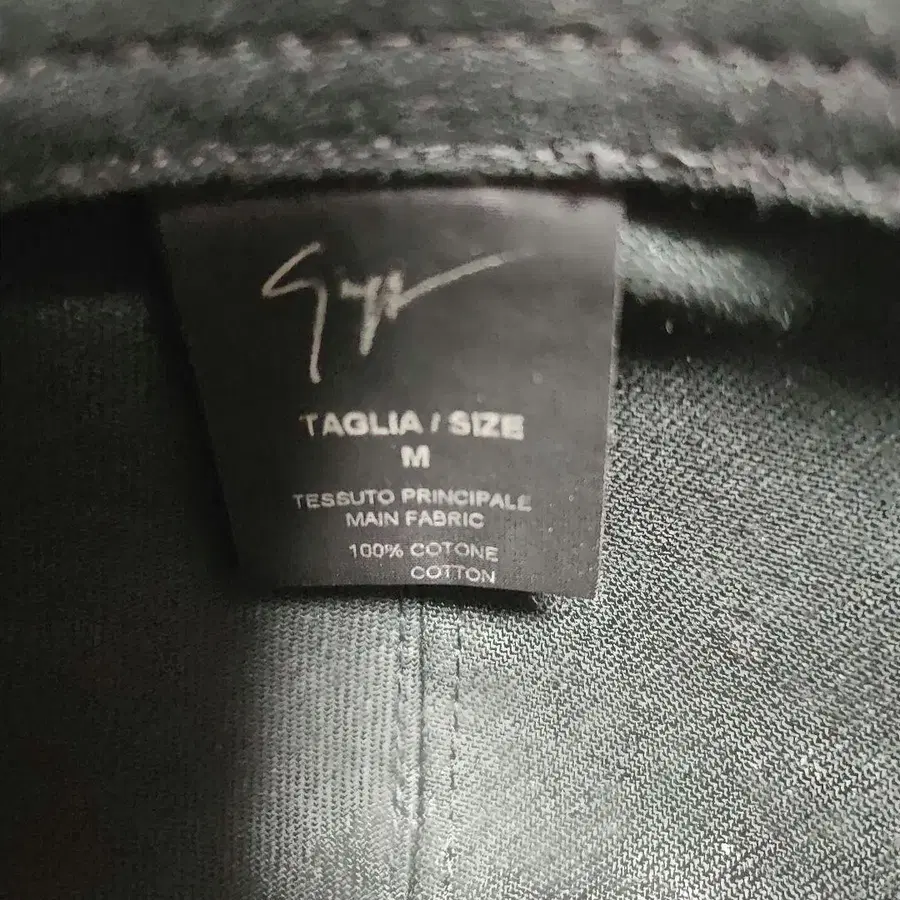 TAGLIA / SIZE
M
TESSUTO PRINCIPALE
MAIN FABRIC
100% COTONE
COTTON